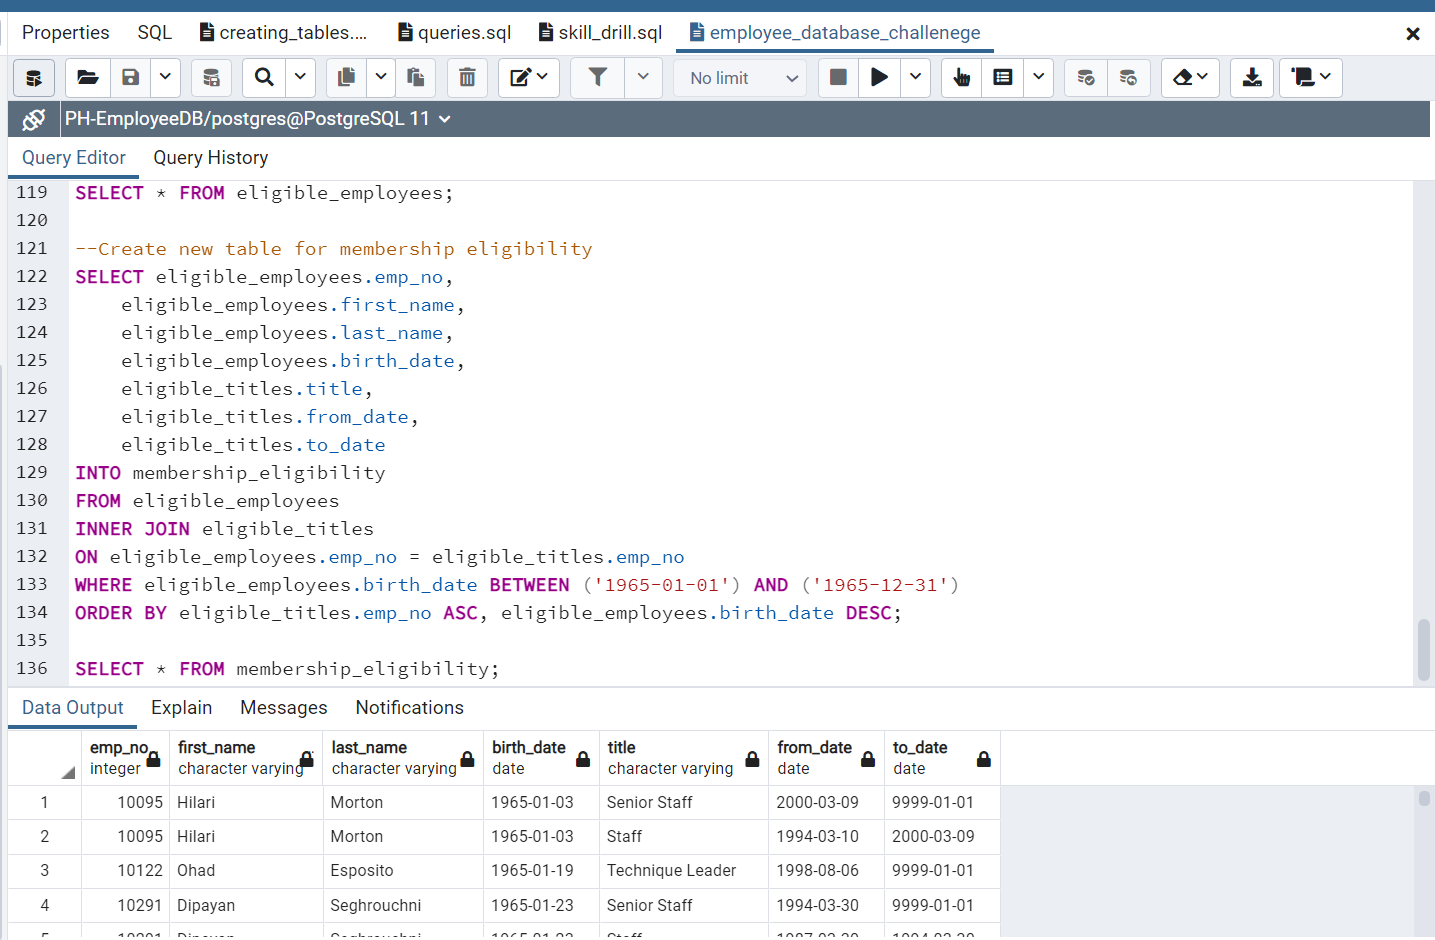 Properties SQL creating_tables.... queries.sql skill_drill.sql employee_database_challenege
No limit
PH-EmployeeDB/postgres@PostgreSQL 11
Query Editor Query History
119 SELECT * FROM eligible_employees;
120
121 --Create new table for membership eligibility
122 SELECT eligible_employees.emp_no,
123 eligible_employees.first_name,
124 eligible_employees.last_name,
125 eligible_employees.birth_date,
126 eligible_titles.title,
127 eligible_titles.from_date,
128 eligible_titles.to_date
129 INTO membership_eligibility
130 FROM eligible_employees
131 INNER JOIN eligible_titles
132 ON eligible_employees.emp_no = eligible_titles.emp_no
133 WHERE eligible_employees.birth_date BETWEEN ('1965-01-01') AND ('1965-12-31')
134 ORDER BY eligible_titles.emp_no ASC, eligible_employees.birth_date DESC;
135
136 SELECT * FROM membership_eligibility;
Data Output Explain Messages Notifications
emp_no first_name last_name birth_date title from_date to_date
integer character varying character varying date character varying date date
1 10095 Hilari Morton 1965-01-03 Senior Staff 2000-03-09 9999-01-01
2 10095 Hilari Morton 1965-01-03 Staff 1994-03-10 2000-03-09
3 10122 Ohad Esposito 1965-01-19 Technique Leader 1998-08-06 9999-01-01
4 10291 Dipayan Seghrouchni 1965-01-23 Senior Staff 1994-03-30 9999-01-01